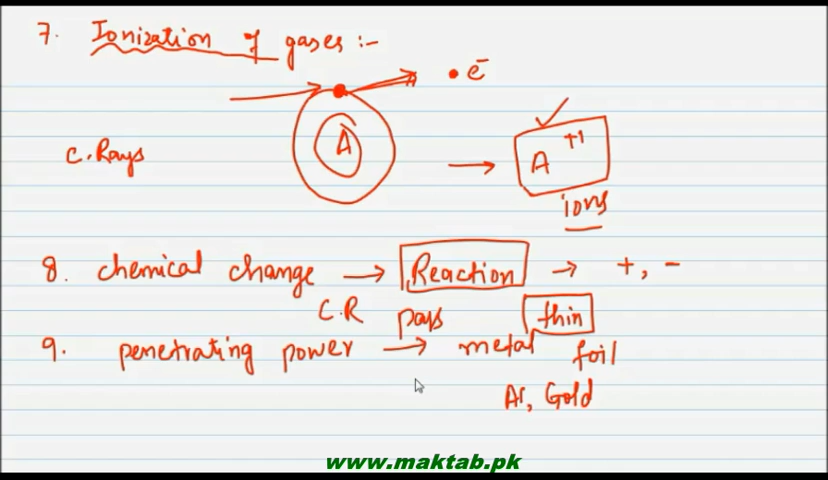 7. Ionization of gases :-
• e⁻
c. Rays
A
A +1
ions
8. chemical change → Reaction → +, -
C.R pays thin
9. penetrating power → metal foil
Al, Gold
www.maktab.pk